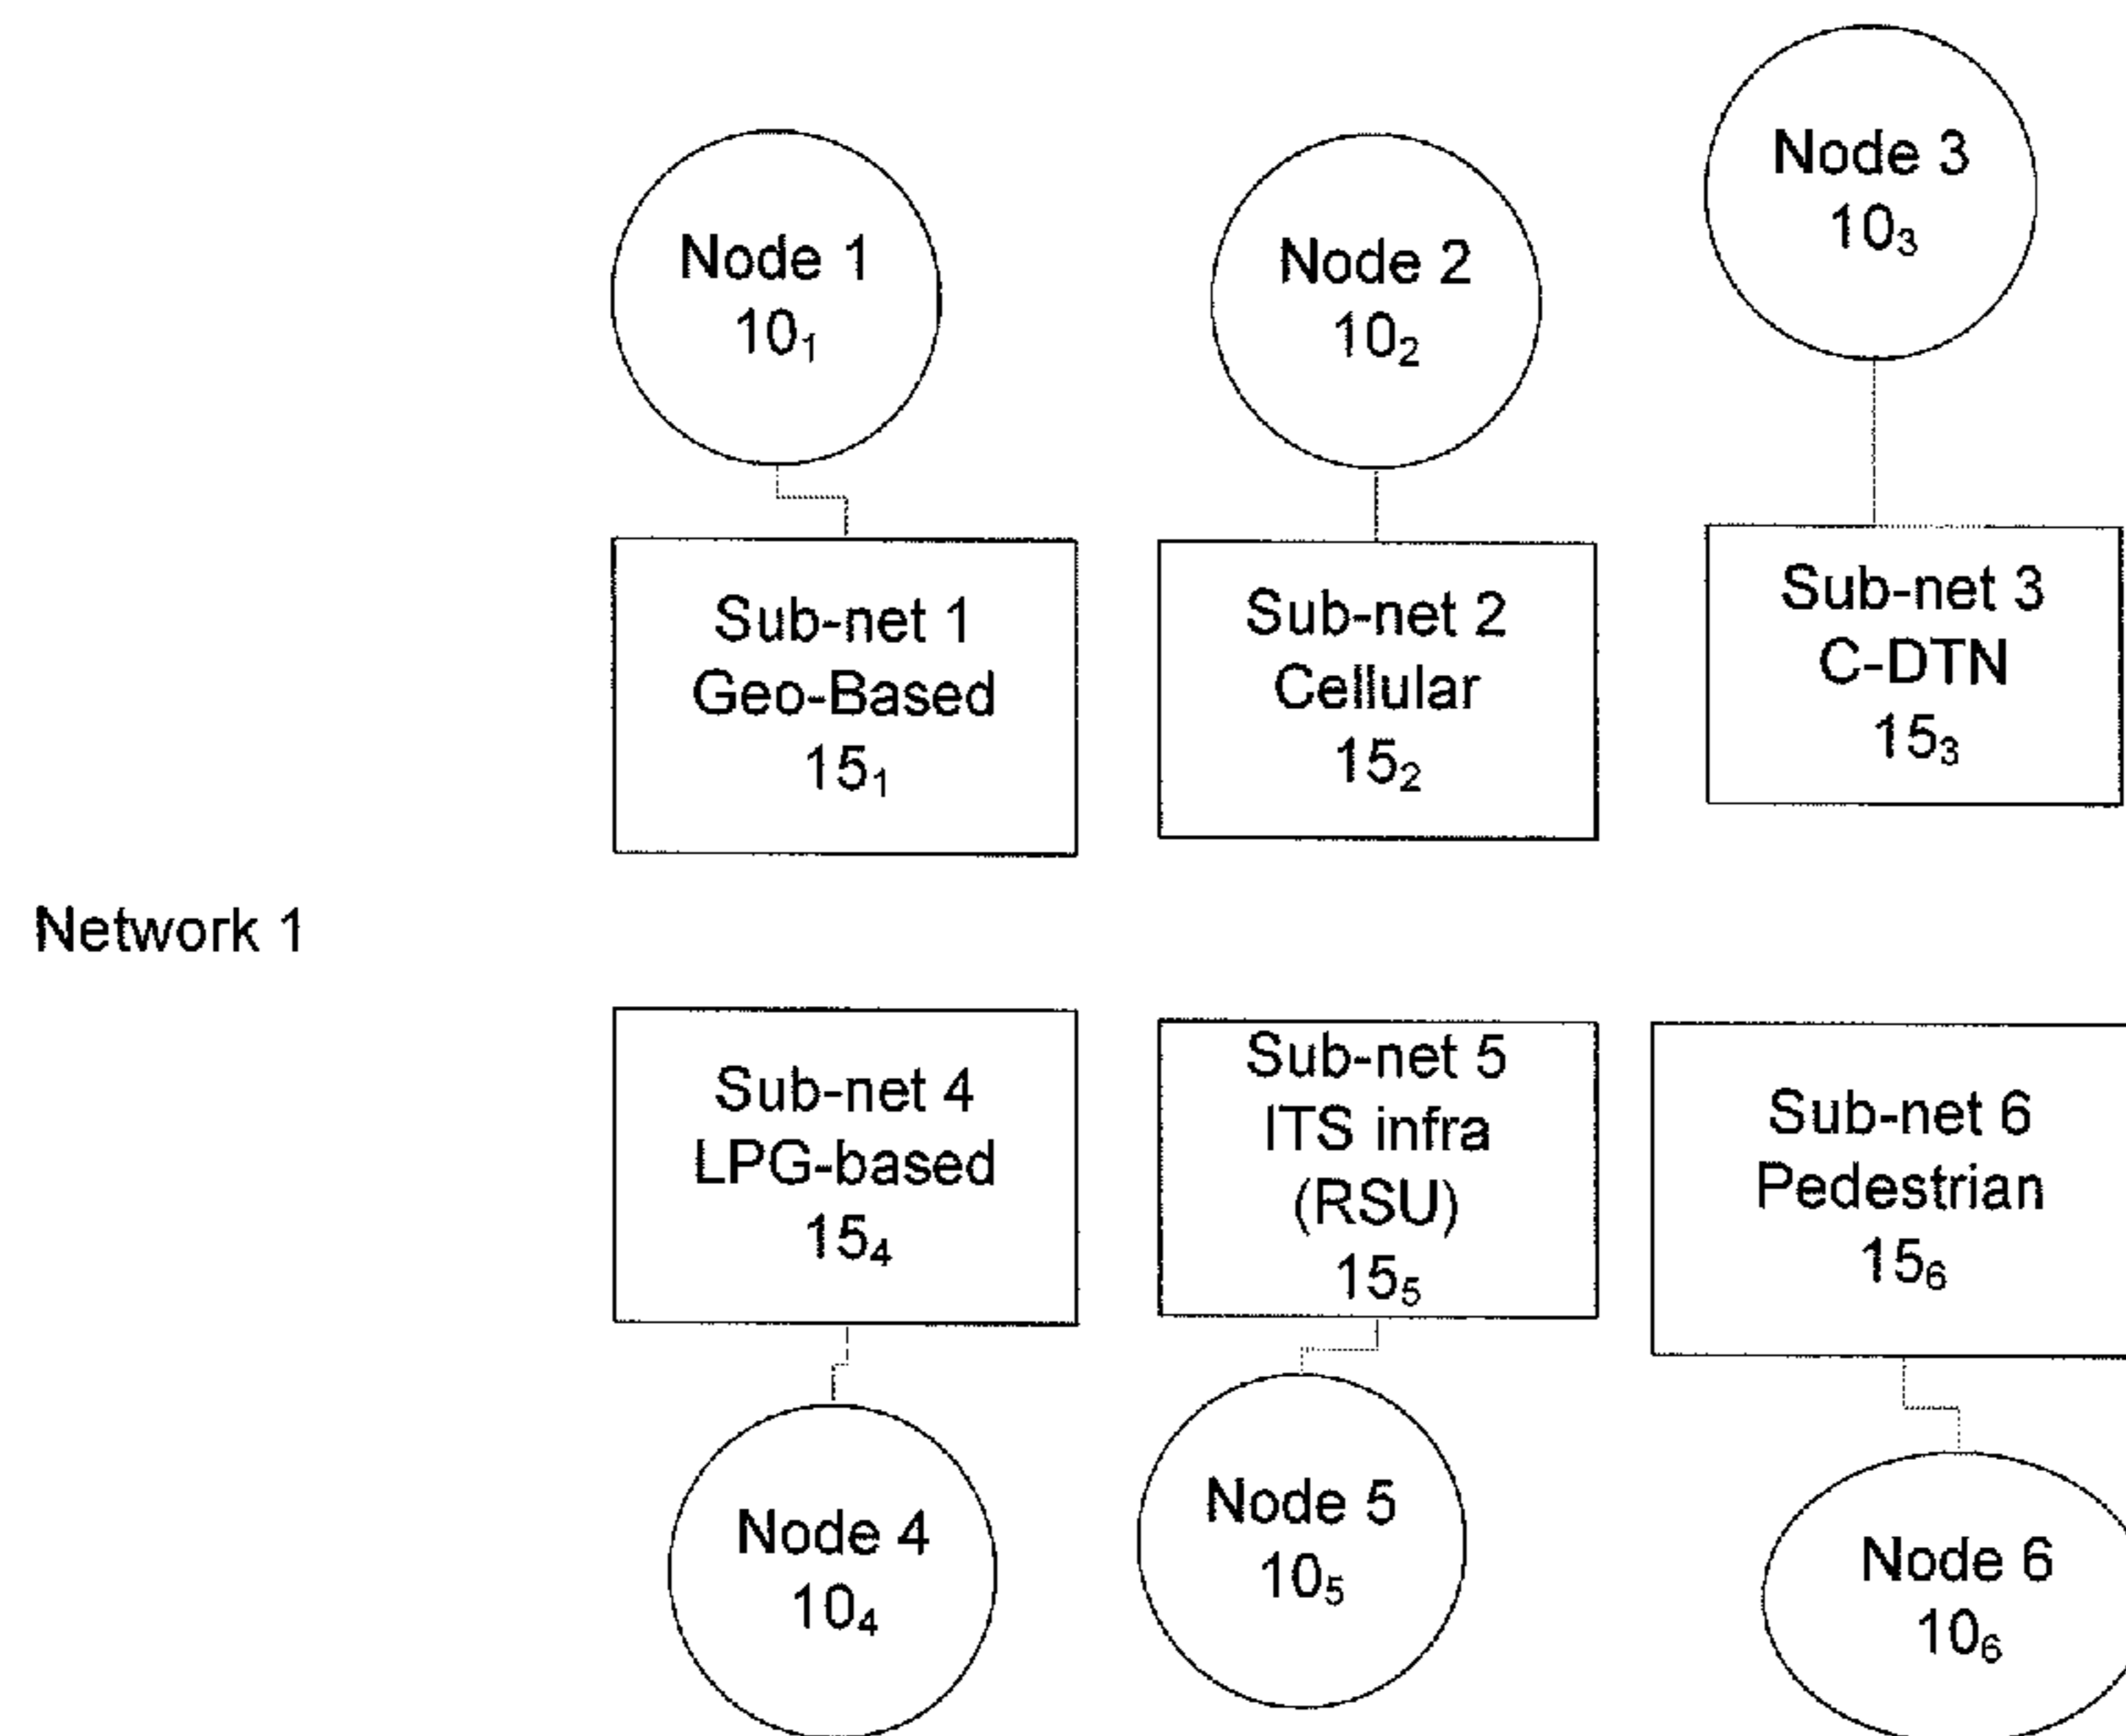 Node 1
10₁
Node 2
10₂
Node 3
10₃
Sub-net 1
Geo-Based
15₁
Sub-net 2
Cellular
15₂
Sub-net 3
C-DTN
15₃
Network 1
Sub-net 4
LPG-based
15₄
Sub-net 5
ITS infra
(RSU)
15₅
Sub-net 6
Pedestrian
15₆
Node 4
10₄
Node 5
10₅
Node 6
10₆